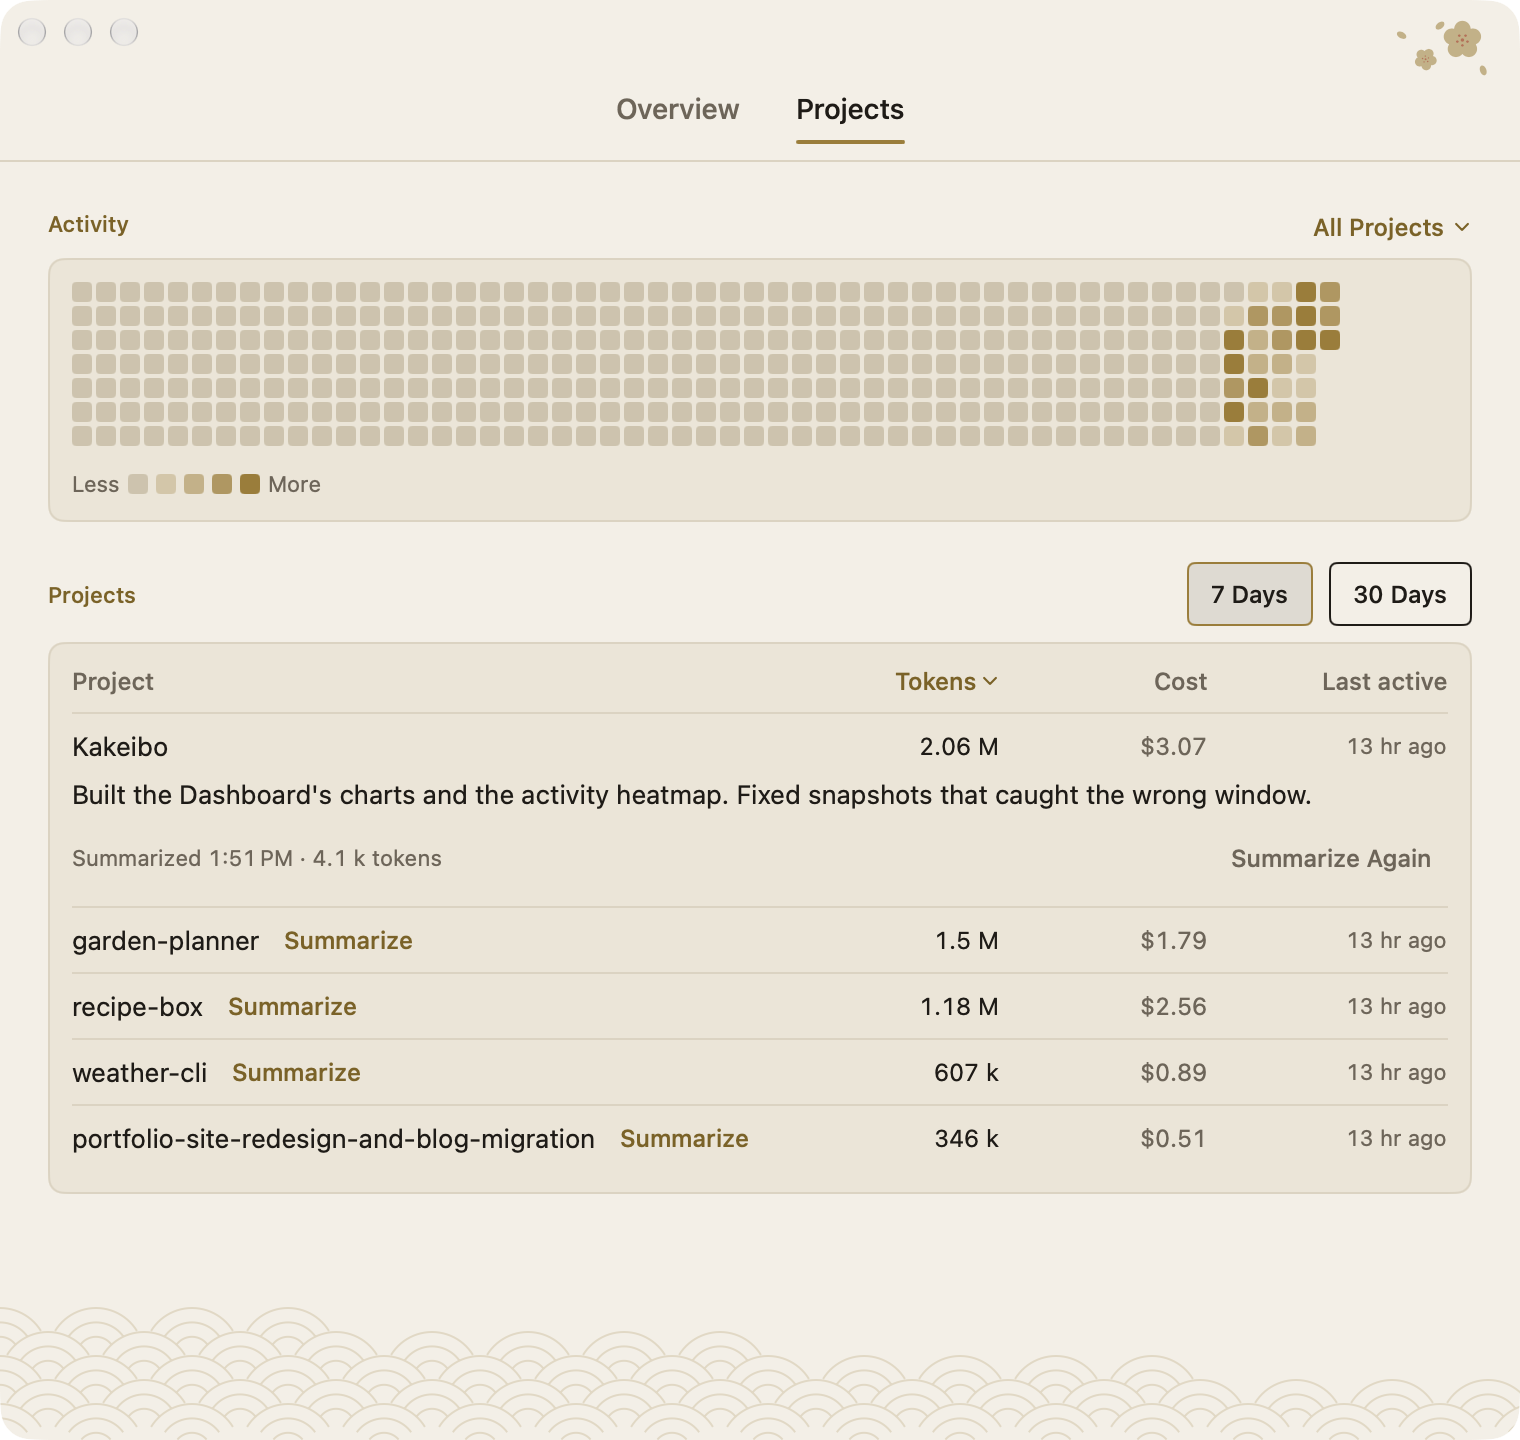 Overview Projects
Activity All Projects
Less More
Projects 7 Days 30 Days
Project Tokens Cost Last active
Kakeibo 2.06 M $3.07 13 hr ago
Built the Dashboard's charts and the activity heatmap. Fixed snapshots that caught the wrong window.
Summarized 1:51 PM · 4.1 k tokens Summarize Again
garden-planner Summarize 1.5 M $1.79 13 hr ago
recipe-box Summarize 1.18 M $2.56 13 hr ago
weather-cli Summarize 607 k $0.89 13 hr ago
portfolio-site-redesign-and-blog-migration Summarize 346 k $0.51 13 hr ago